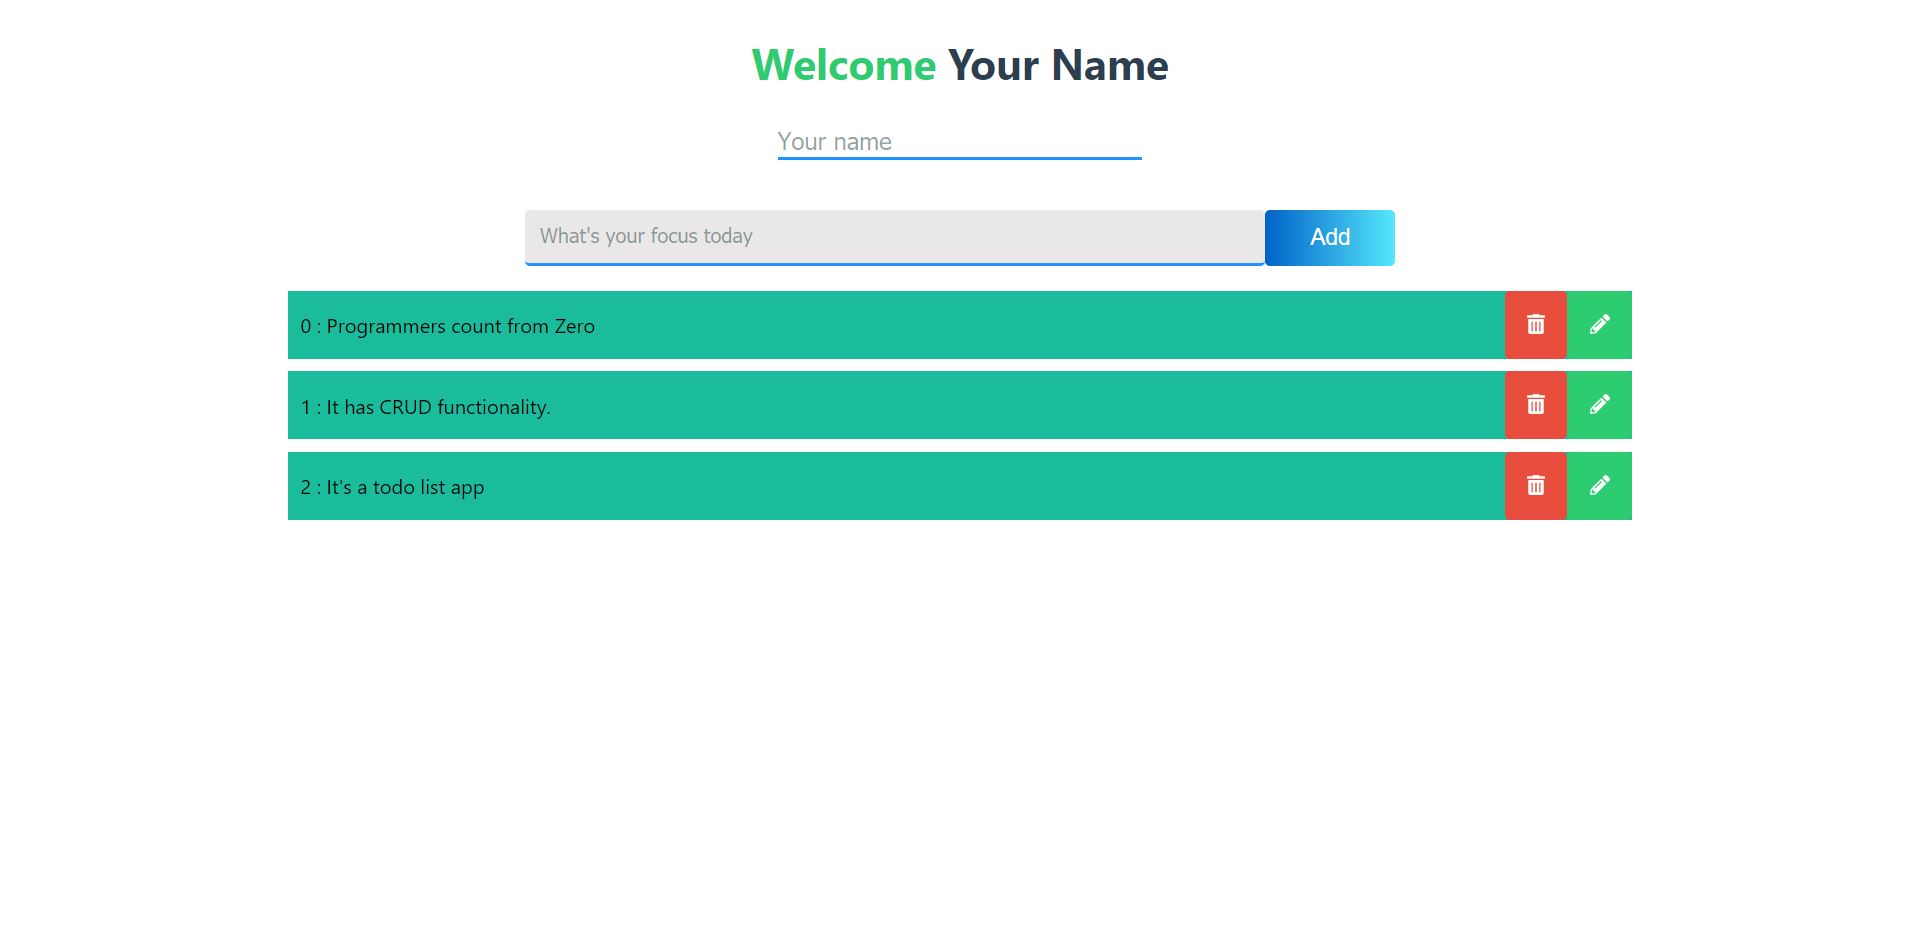 Welcome Your Name
Your name
What's your focus today
Add
0 : Programmers count from Zero
1 : It has CRUD functionality.
2 : It's a todo list app